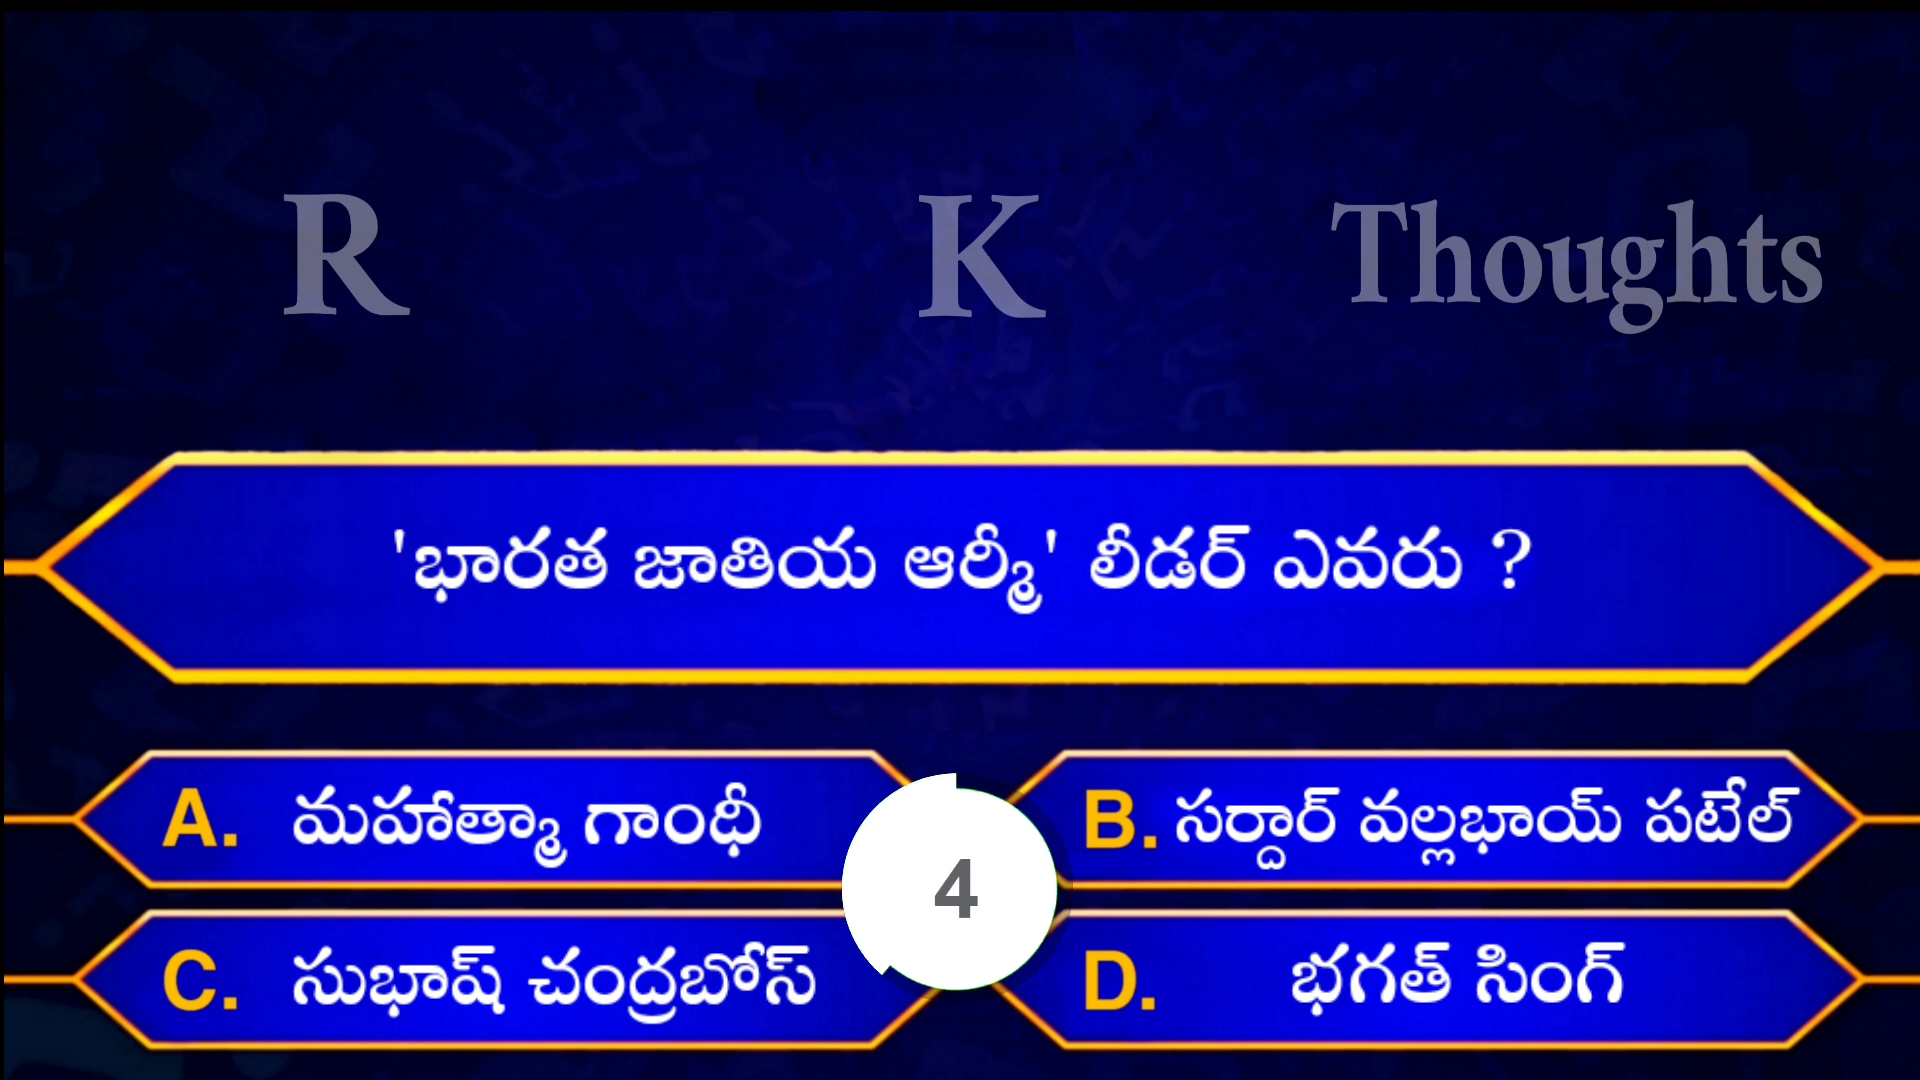 R K Thoughts
'భారత జాతియ ఆర్మీ' లీడర్ ఎవరు ?
A. మహాత్మా గాంధీ
B. సర్దార్ వల్లభాయ్ పటేల్
4
C. సుభాష్ చంద్రబోస్
D. భగత్ సింగ్